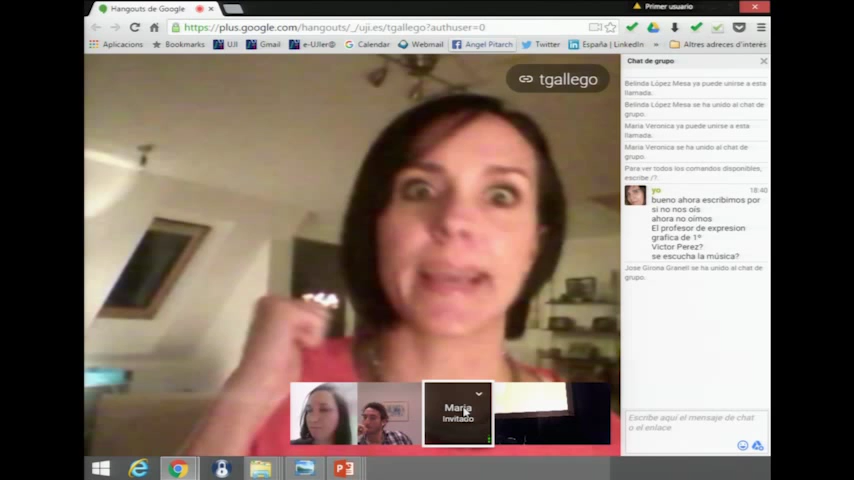 Hangouts de Google
Primer usuario
https://plus.google.com/hangouts/_/uji.es/tgallego?authuser=0
Aplicacions
Bookmarks
UJI
Gmail
e-UJIer@
Calendar
Webmail
Angel Pitarch
Twitter
España | LinkedIn
»
Altres adreces d'interés
tgallego
Chat de grupo
Belinda López Mesa ya puede unirse a esta
llamada.
Belinda López Mesa se ha unido al chat de
grupo.
Maria Veronica ya puede unirse a esta
llamada.
Maria Veronica se ha unido al chat de
grupo.
Para ver todos los comandos disponibles,
escribe /?.
yo 18:40
bueno ahora escribimos por
si no nos ois
ahora no oimos
El profesor de expresion
grafica de 1º
Victor Perez?
se escucha la música?
Jose Girona Granell se ha unido al chat de
grupo.
María
Invitado
Escribe aquí el mensaje de chat
o el enlace